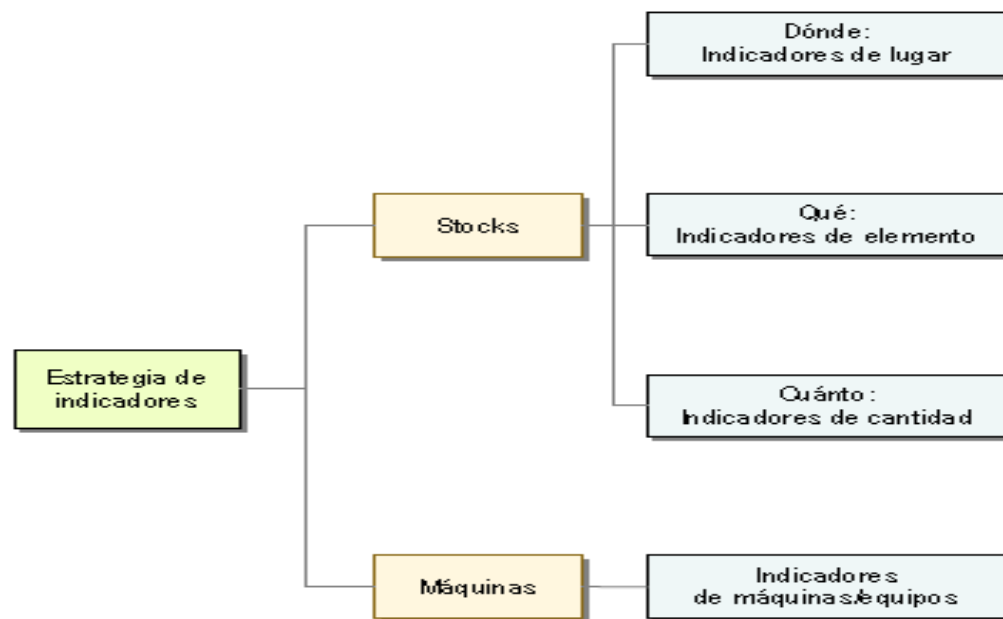 Dónde:
Indicadores de lugar
Stocks
Qué:
Indicadores de elemento
Estrategia de
indicadores
Cuánto:
Indicadores de cantidad
Máquinas
Indicadores
de máquinas/equipos